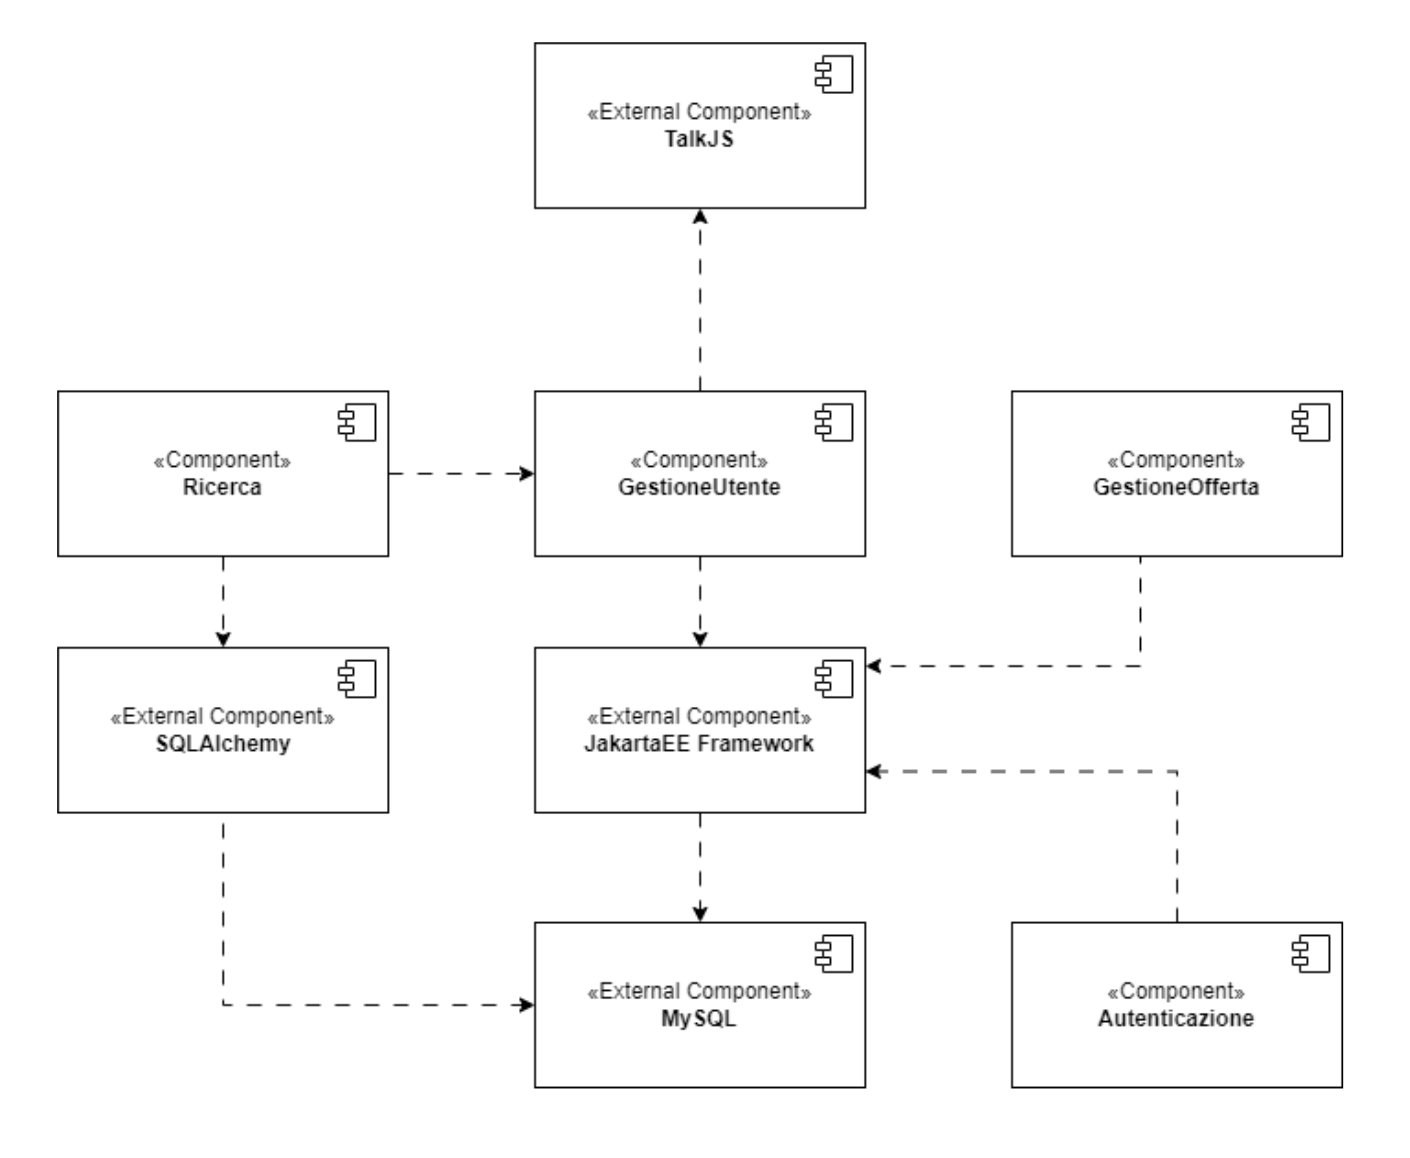 «External Component»
TalkJS
«Component»
Ricerca
«Component»
GestioneUtente
«Component»
GestioneOfferta
«External Component»
SQLAlchemy
«External Component»
JakartaEE Framework
«External Component»
MySQL
«Component»
Autenticazione